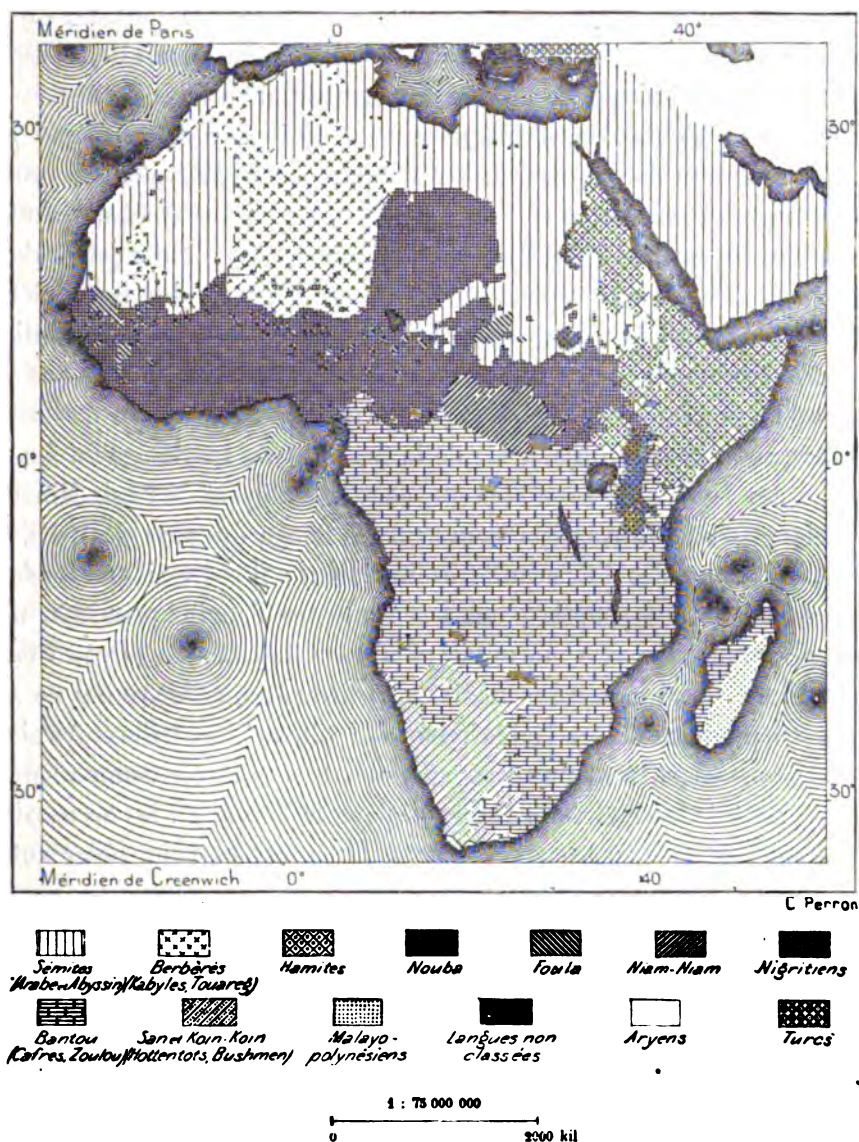 Méridien de Paris 0 40°
30° 30°
0° 0°
30° 30°
Méridien de Greenwich 0° 40
C Perron
Sémites Berbères Hamites Nouba Foula Niam-Niam Nigritiens
(Arabe-Abyssin) (Kabyles, Touareg)
Bantou San et Koin-Koin Malayo- Langues non Aryens Turcs
(Cafres, Zoulou) (Hottentots, Bushmen) polynésiens classées
1 : 75 000 000
0 2000 kil